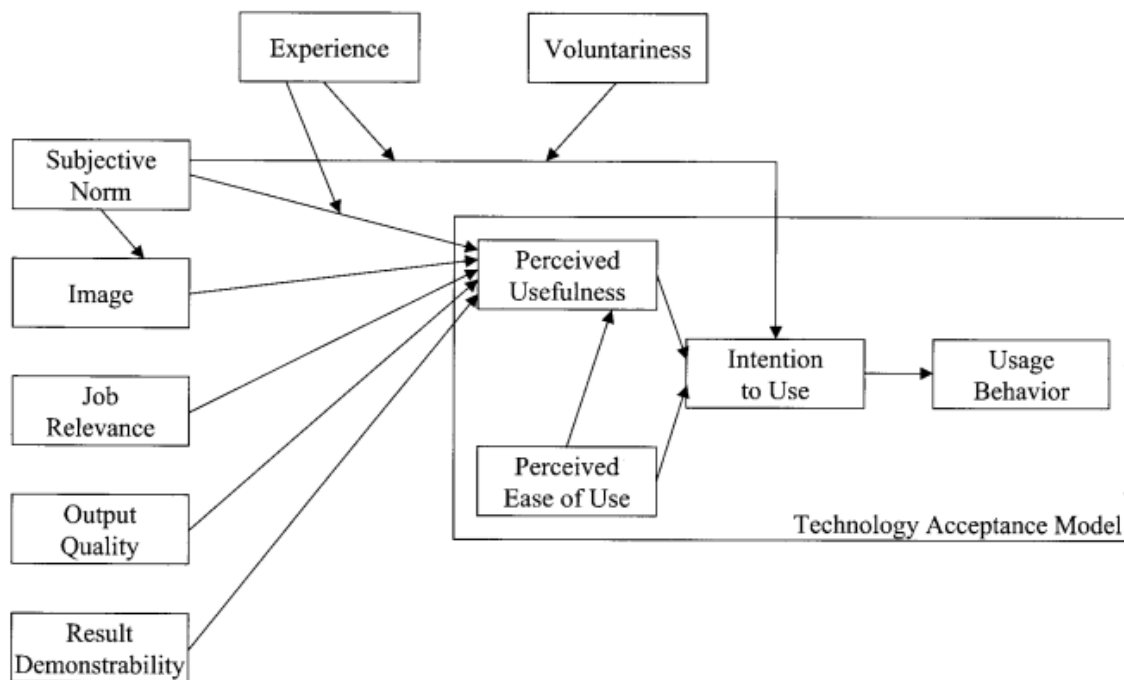 Experience
Voluntariness
Subjective
Norm
Image
Job
Relevance
Output
Quality
Result
Demonstrability
Perceived
Usefulness
Perceived
Ease of Use
Intention
to Use
Usage
Behavior
Technology Acceptance Model